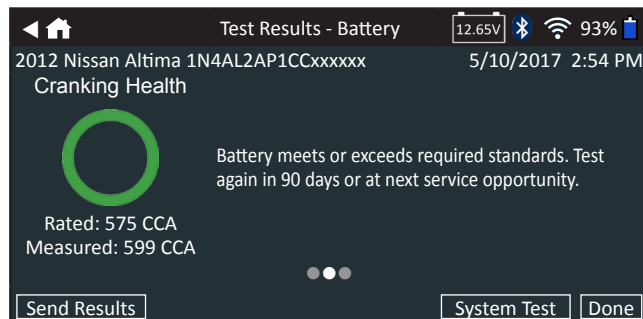 Test Results - Battery 12.65V 93%
2012 Nissan Altima 1N4AL2AP1CCxxxxxx 5/10/2017 2:54 PM
Cranking Health
Battery meets or exceeds required standards. Test
again in 90 days or at next service opportunity.
Rated: 575 CCA
Measured: 599 CCA
Send Results System Test Done